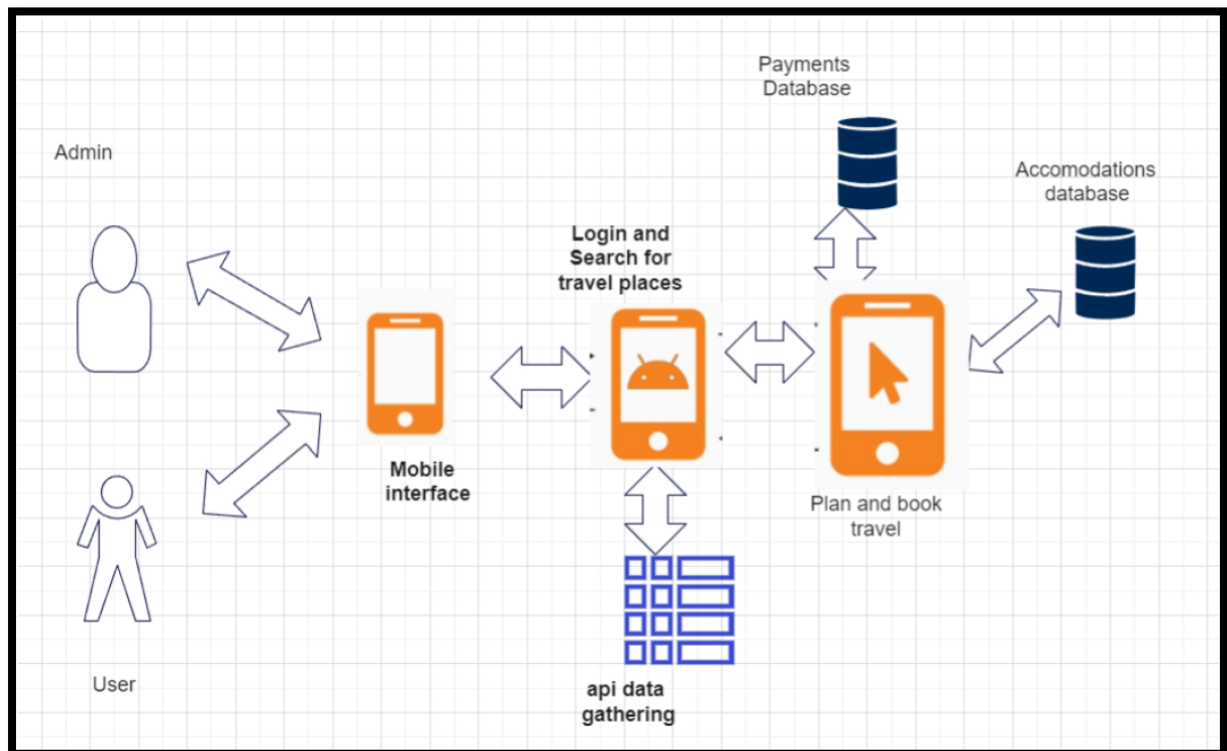 Payments
Database
Admin
Accomodations
database
Login and
Search for
travel places
Mobile
interface
Plan and book
travel
User
api data
gathering